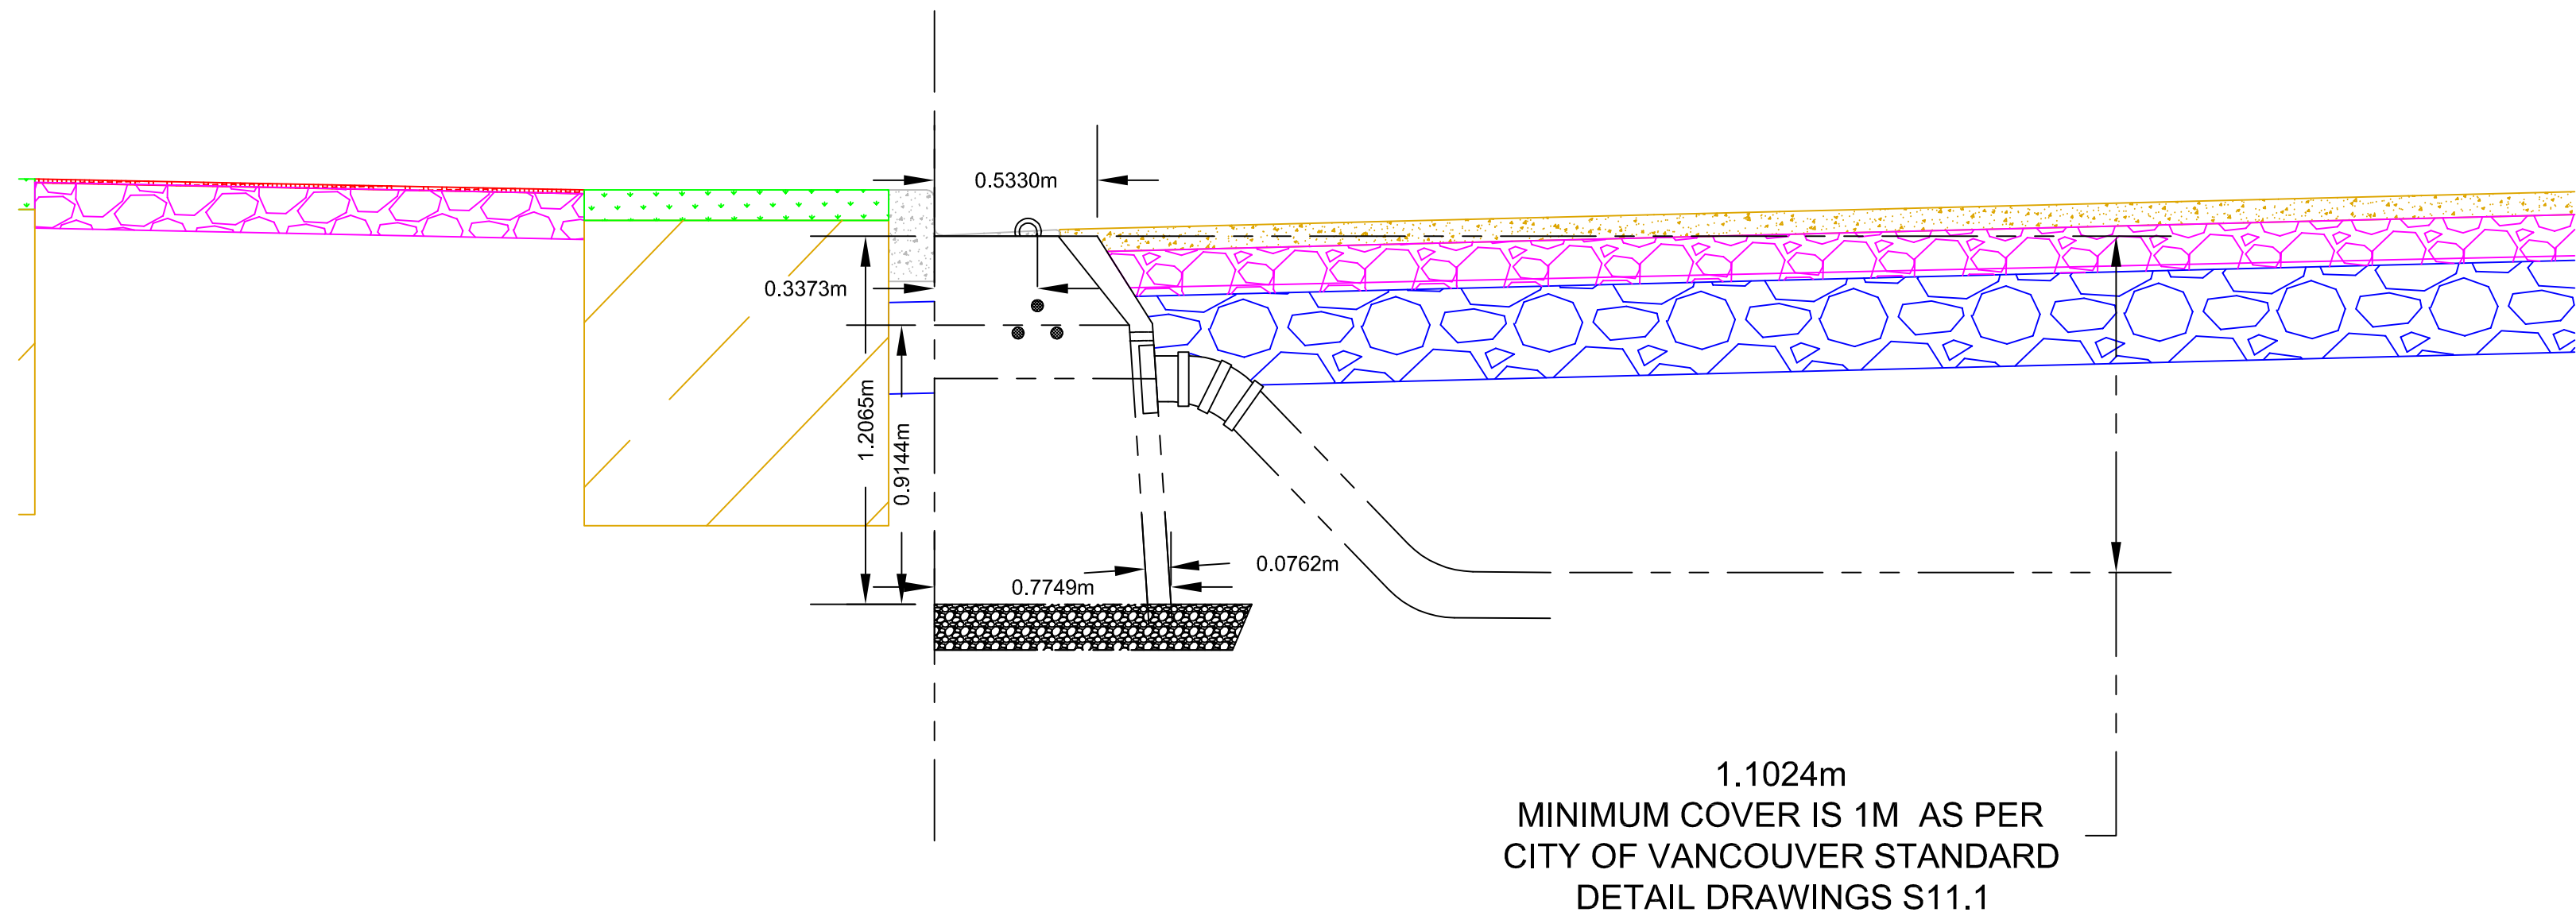 0.5330m
0.3373m
1.2065m
0.9144m
0.0762m
0.7749m
1.1024m
MINIMUM COVER IS 1M AS PER
CITY OF VANCOUVER STANDARD
DETAIL DRAWINGS S11.1